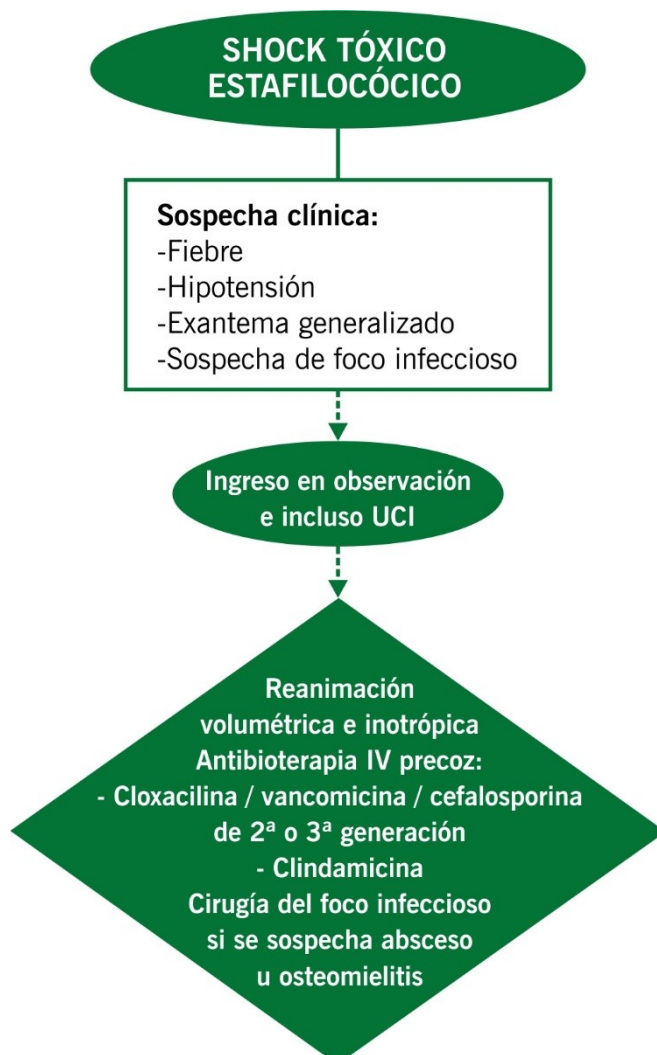 SHOCK TÓXICO
ESTAFILOCÓCICO
Sospecha clínica:
-Fiebre
-Hipotensión
-Exantema generalizado
-Sospecha de foco infeccioso
Ingreso en observación
e incluso UCI
Reanimación
volumétrica e inotrópica
Antibioterapia IV precoz:
- Cloxacilina / vancomicina / cefalosporina
de 2ª o 3ª generación
- Clindamicina
Cirugía del foco infeccioso
si se sospecha absceso
u osteomielitis